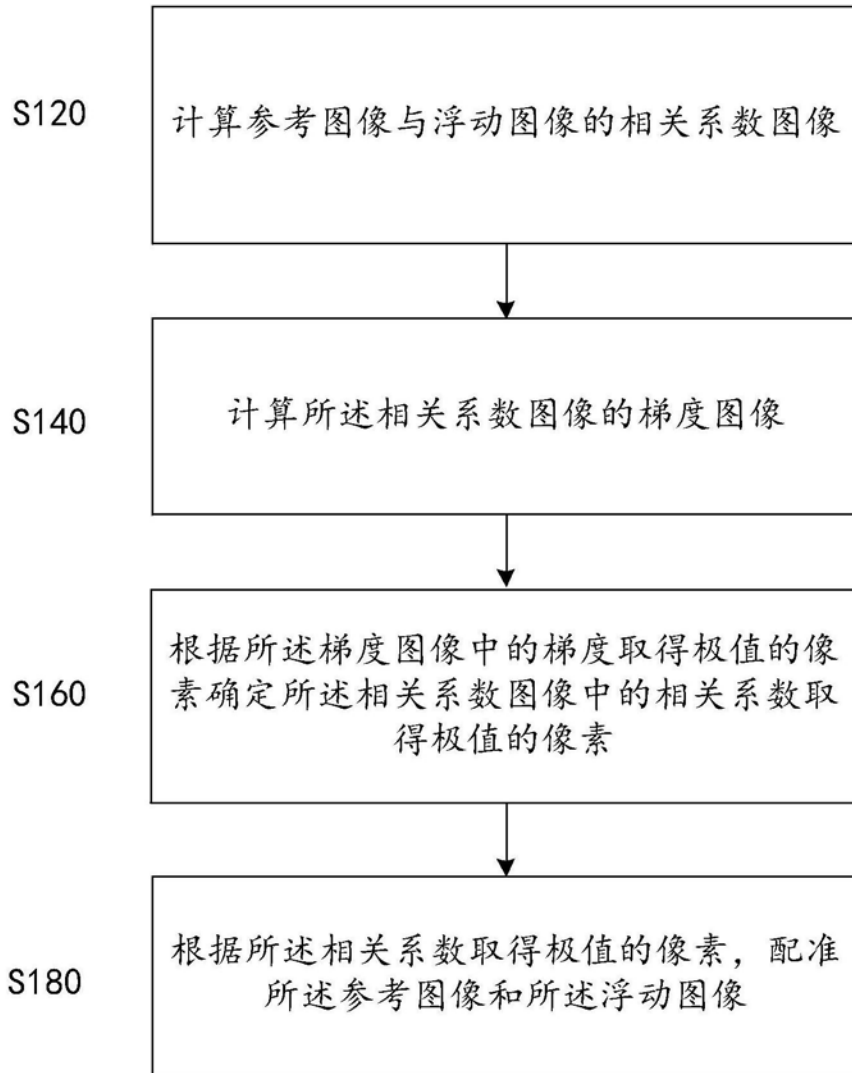 S120
计算参考图像与浮动图像的相关系数图像
S140
计算所述相关系数图像的梯度图像
S160
根据所述梯度图像中的梯度取得极值的像
素确定所述相关系数图像中的相关系数取
得极值的像素
S180
根据所述相关系数取得极值的像素，配准
所述参考图像和所述浮动图像